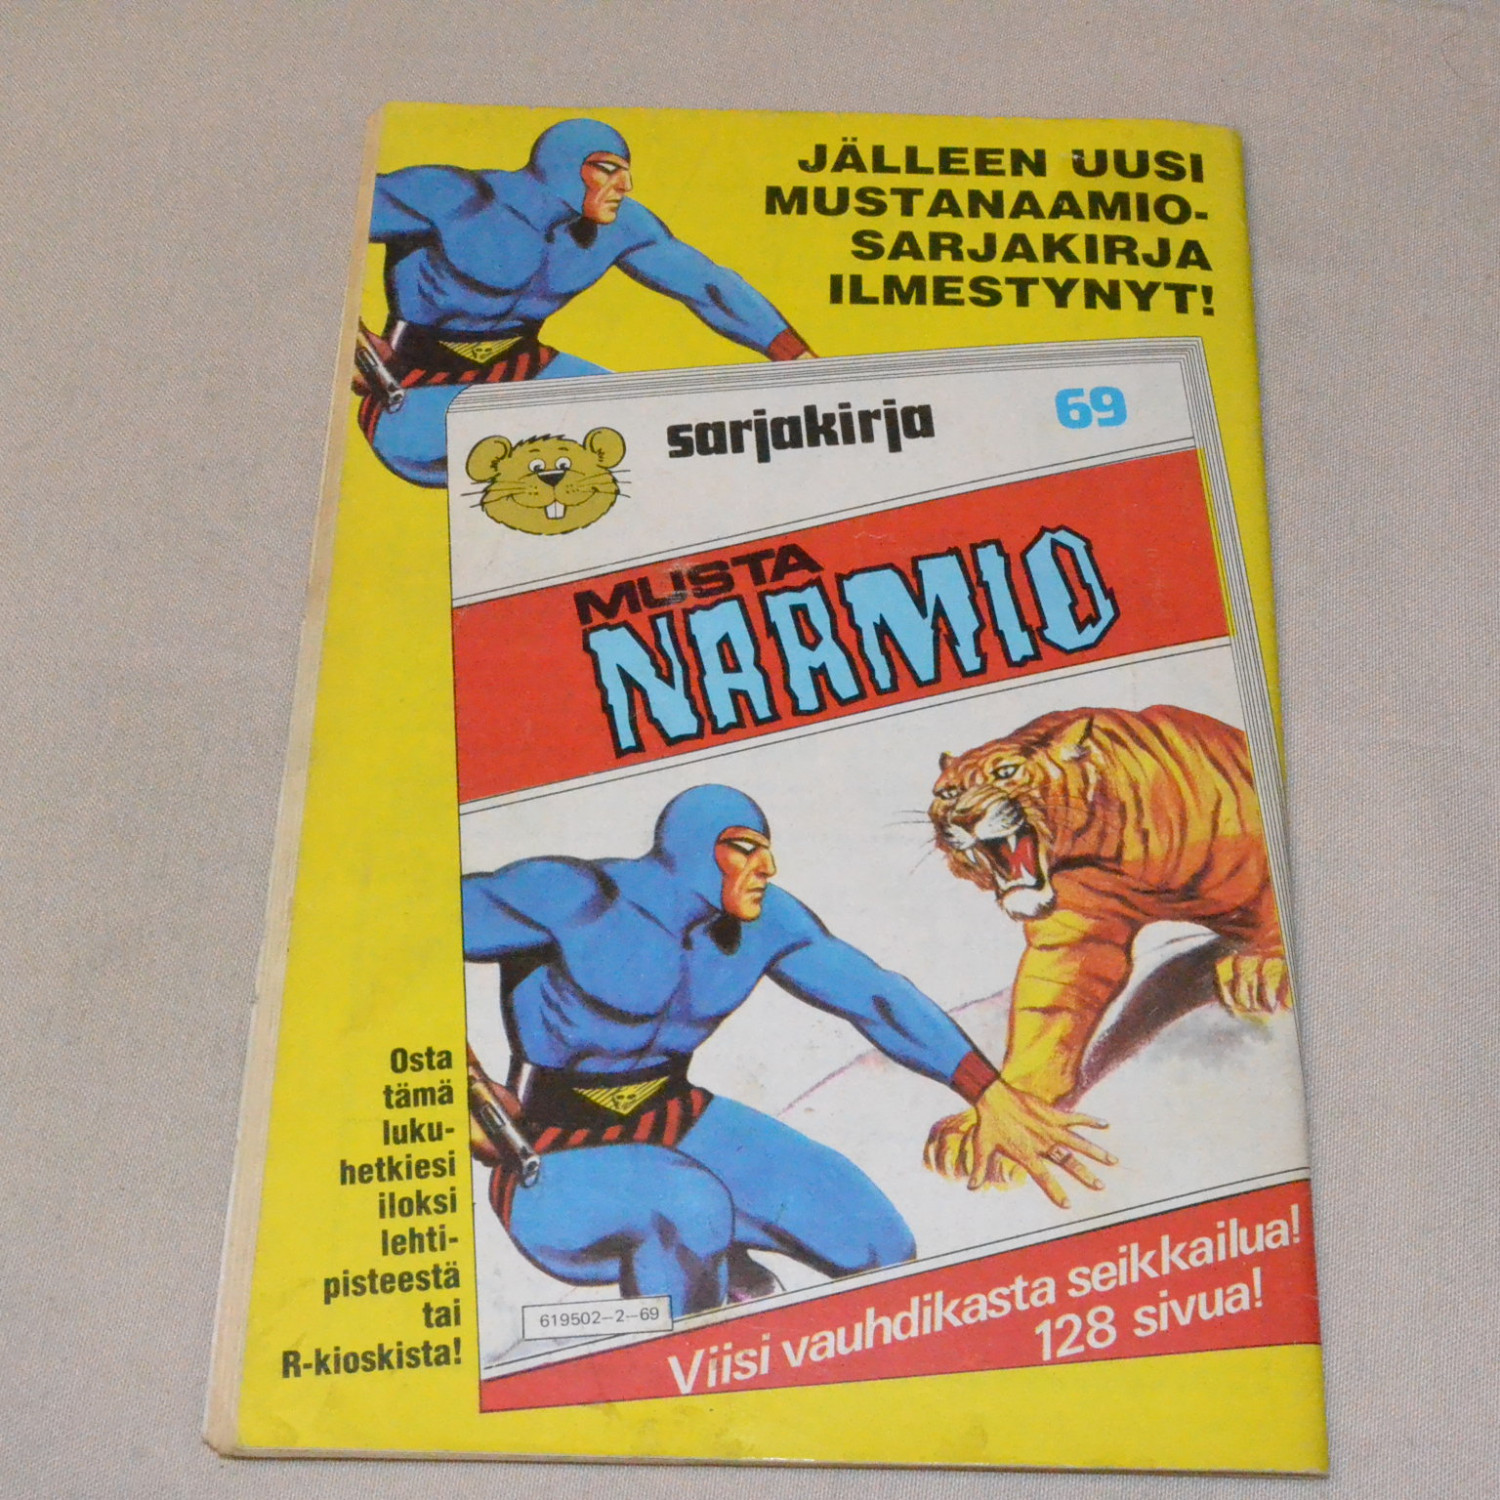 JÄLLEEN UUSI
MUSTANAAMIO-
SARJAKIRJA
ILMESTYNYT!
sarjakirja
69
MUSTA
NAAMIO
Osta
tämä
luku-
hetkiesi
iloksi
lehti-
pisteestä
tai
R-kioskista!
619502-2-69
Viisi vauhdikasta seikkailua!
128 sivua!